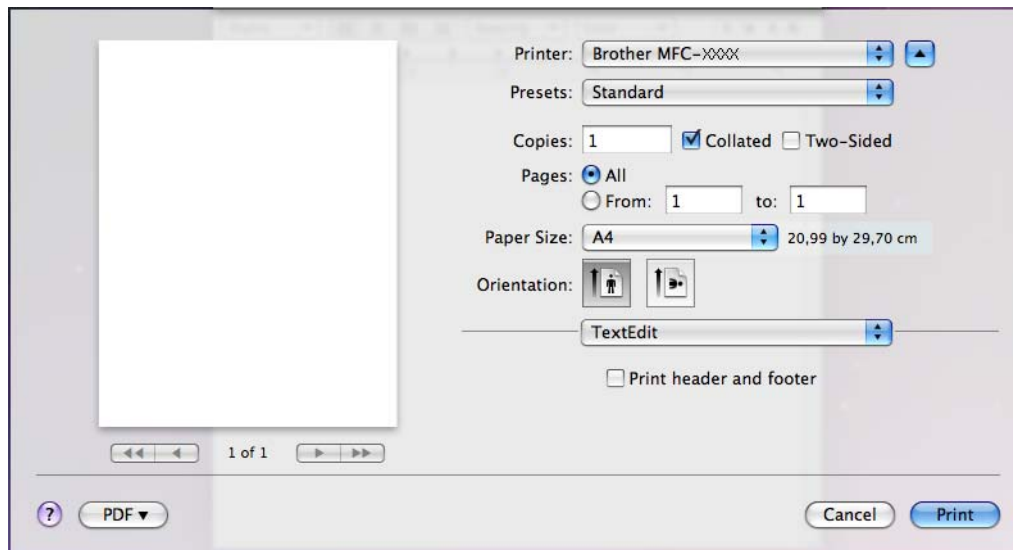 Printer: Brother MFC-XXXX
Presets: Standard
Copies: 1 Collated Two-Sided
Pages: All
From: 1 to: 1
Paper Size: A4 20,99 by 29,70 cm
Orientation:
TextEdit
Print header and footer
1 of 1
? PDF Cancel Print